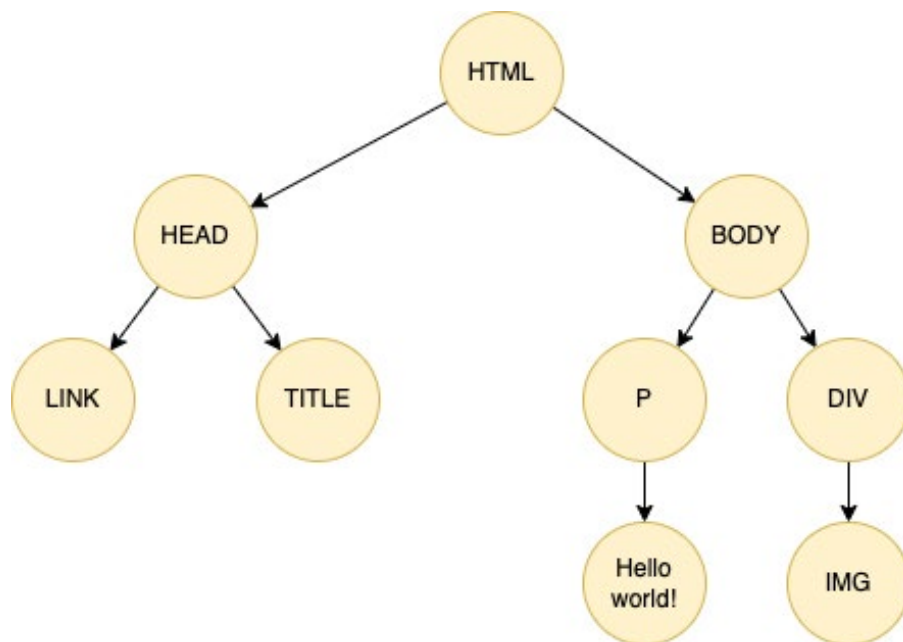 HTML
HEAD
BODY
LINK
TITLE
P
DIV
Hello
world!
IMG